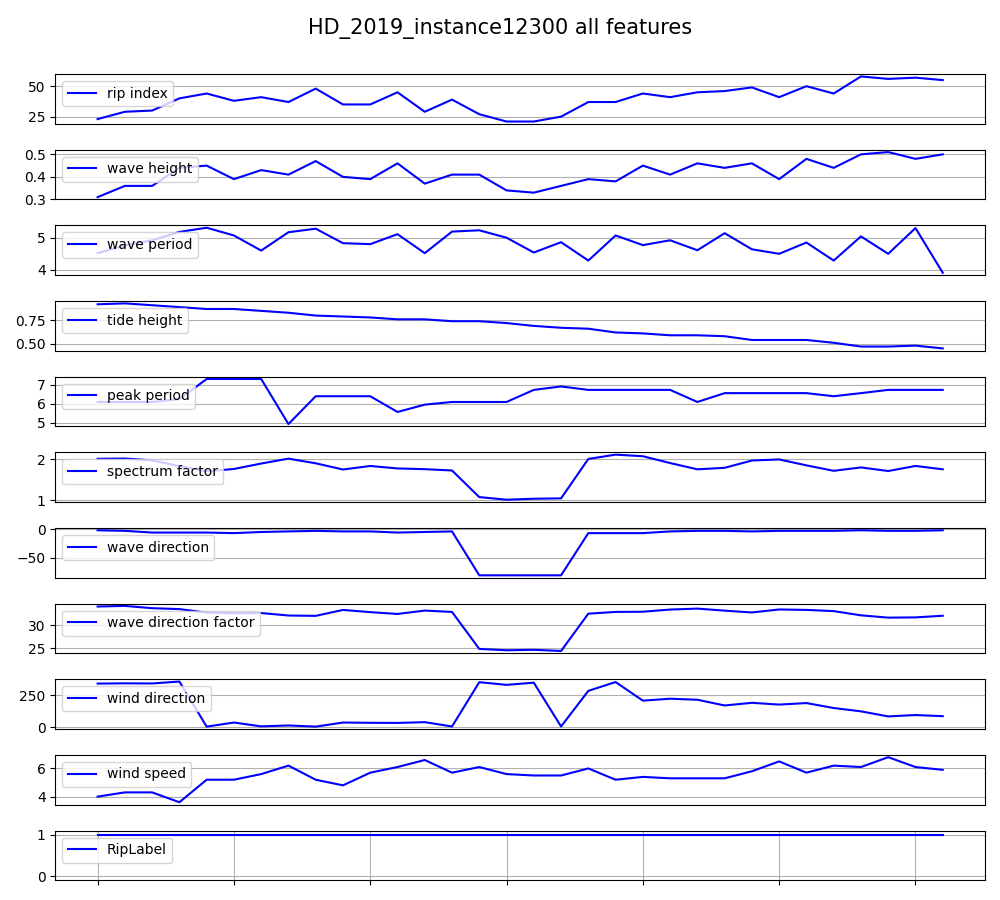 HD_2019_instance12300 all features
50
25
rip index
0.5
0.4
0.3
wave height
5
4
wave period
0.75
0.50
tide height
7
6
5
peak period
2
1
spectrum factor
0
−50
wave direction
30
25
wave direction factor
250
0
wind direction
6
4
wind speed
1
0
RipLabel